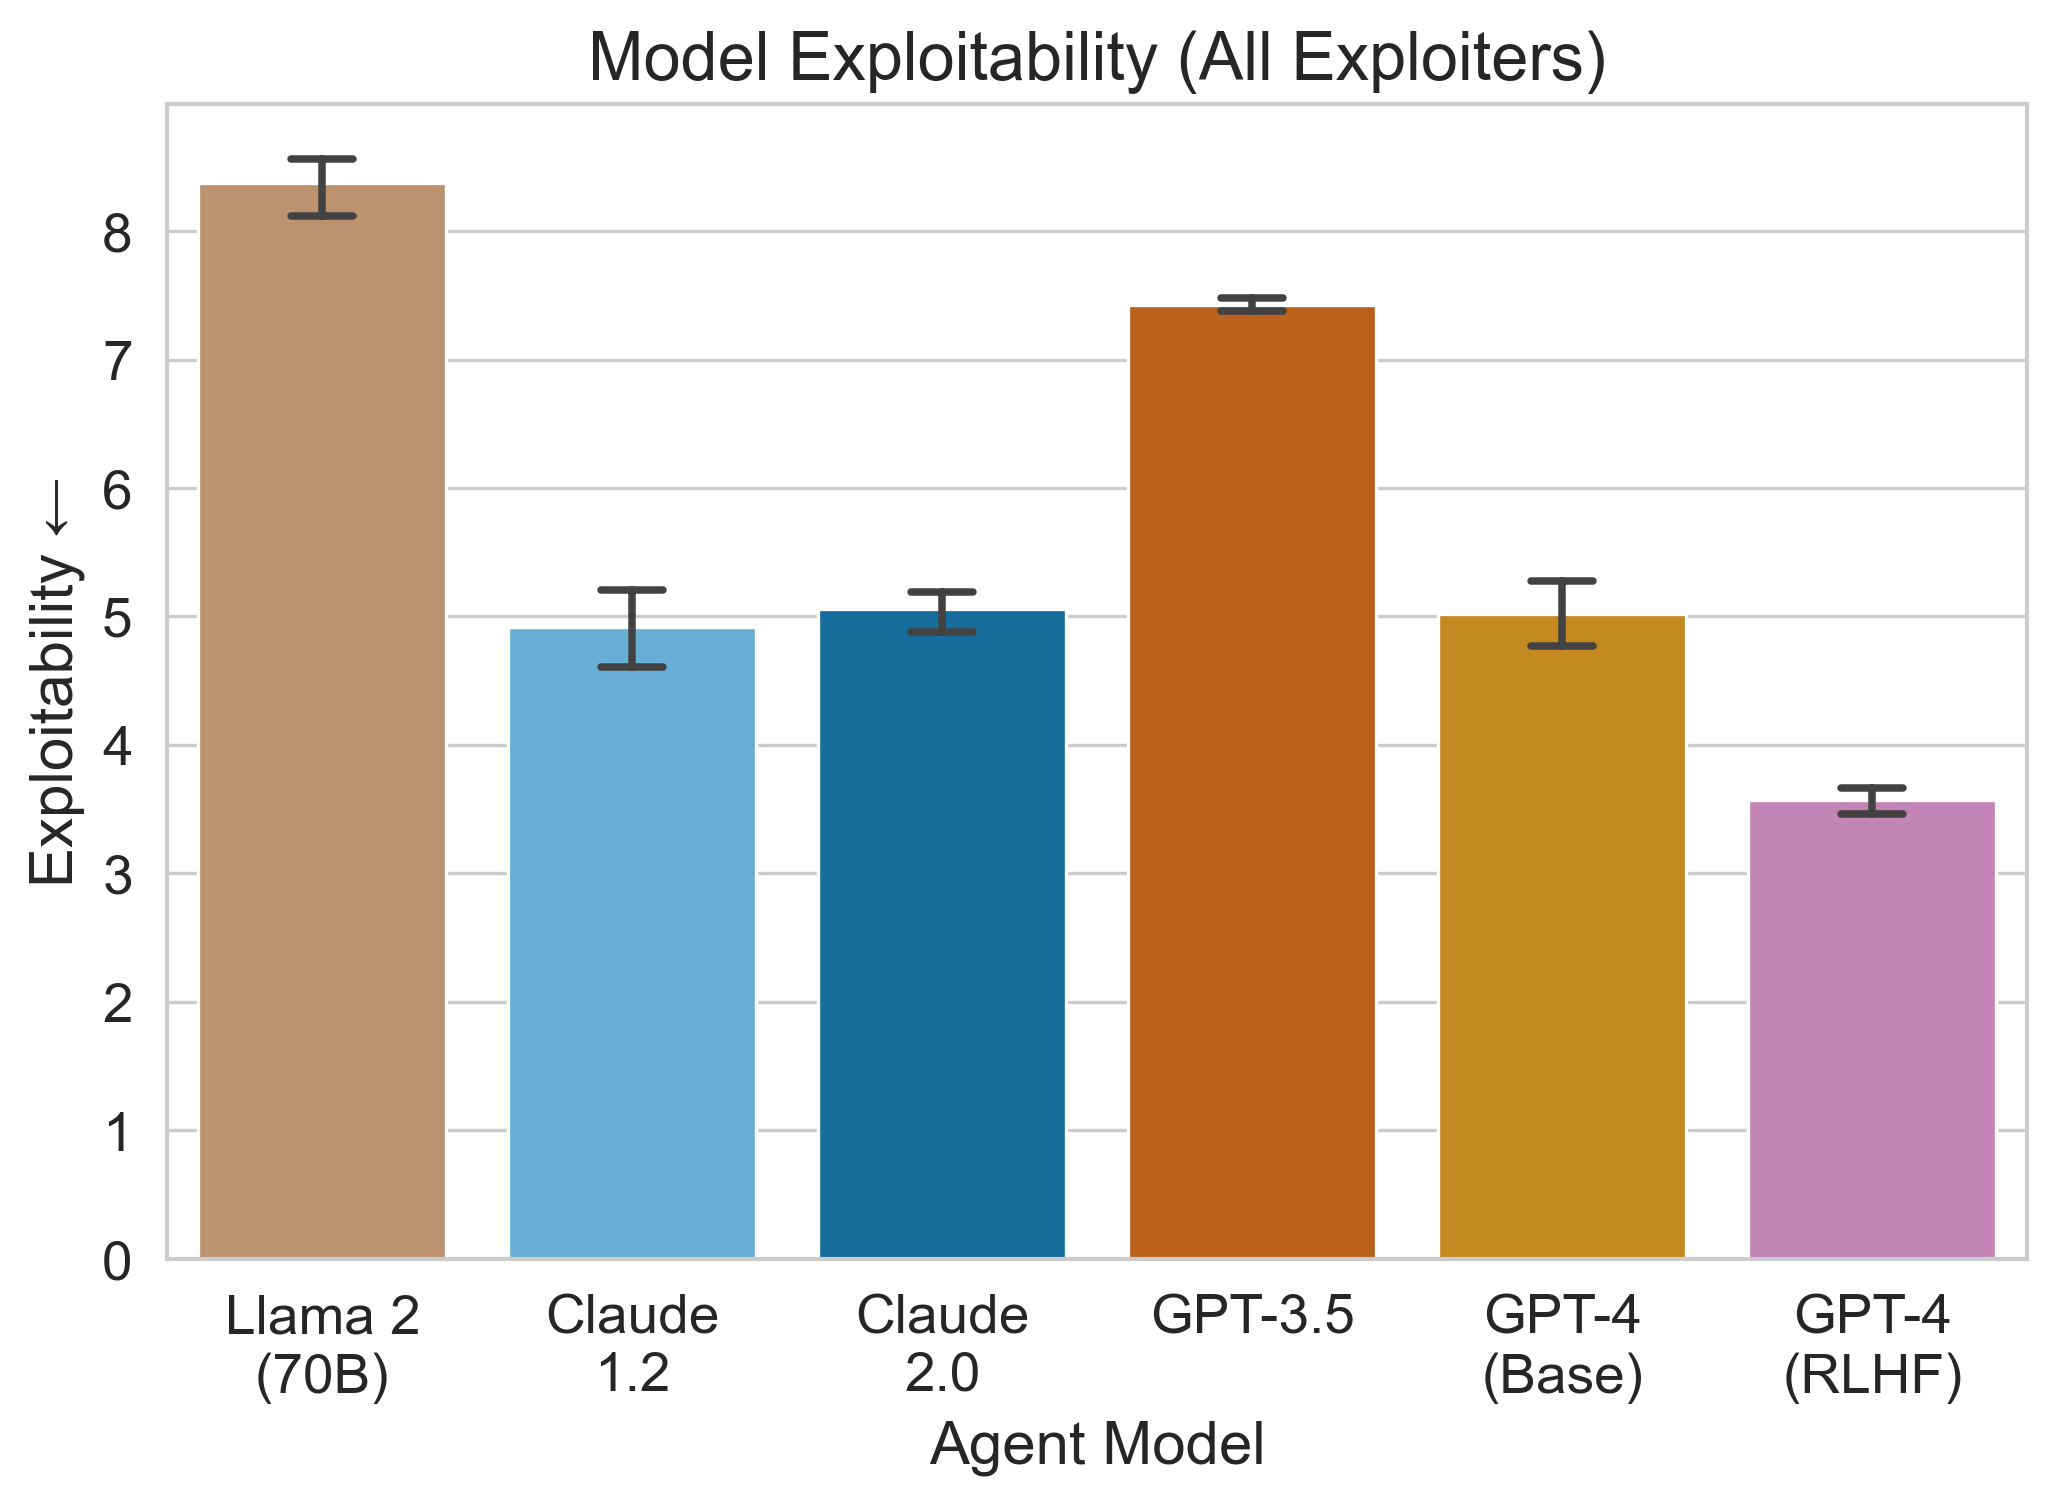 Model Exploitability (All Exploiters)
Exploitability ←
8
7
6
5
4
3
2
1
0
Llama 2
(70B)
Claude
1.2
Claude
2.0
GPT-3.5
GPT-4
(Base)
GPT-4
(RLHF)
Agent Model